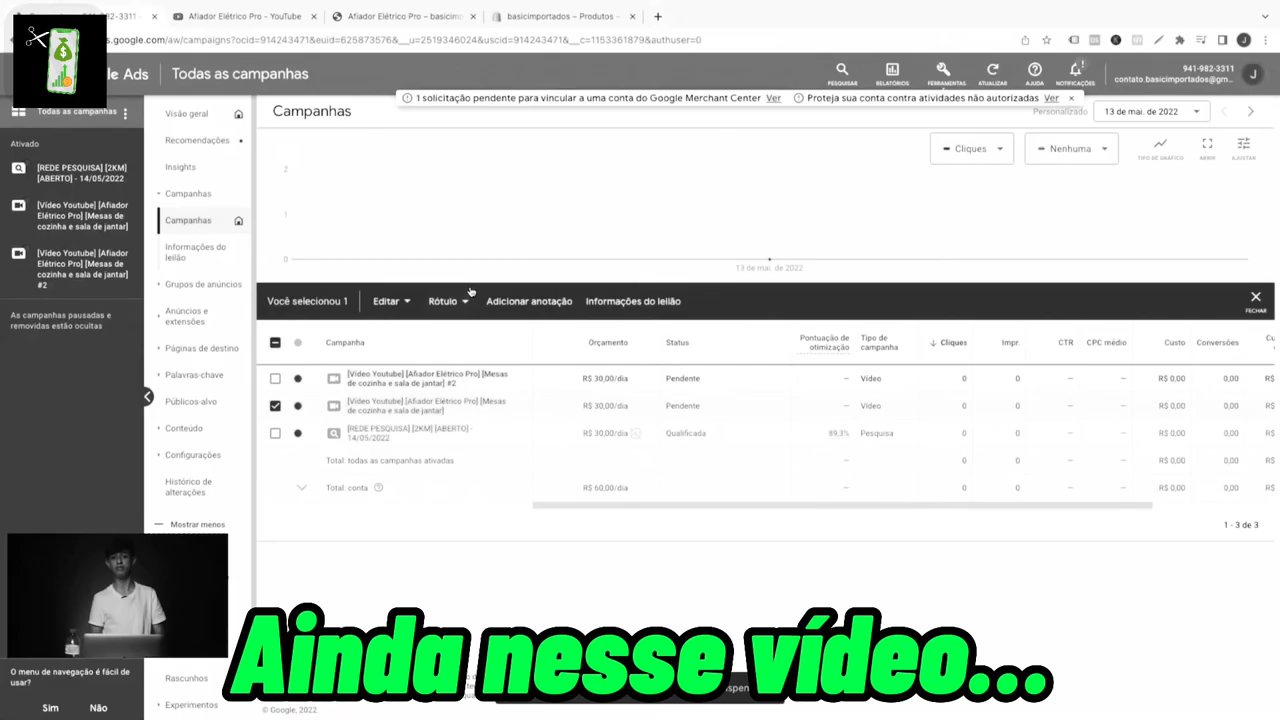 Afiador Elétrico Pro - YouTube
Afiador Elétrico Pro – basicim
basicimportados – Produtos –
s.google.com/aw/campaigns?ocid=914243471&euid=625873576&__u=2519346024&uscid=914243471&__c=1153361879&authuser=0
Ads
Todas as campanhas
PESQUISAR
RELATÓRIOS
FERRAMENTAS
ATUALIZAR
AJUDA
NOTIFICAÇÕES
941-982-3311
contato.basicimportados@gm...
J
1 solicitação pendente para vincular a uma conta do Google Merchant Center Ver
Proteja sua conta contra atividades não autorizadas Ver
Todas as campanhas
Ativado
[REDE PESQUISA] [2KM]
[ABERTO] - 14/05/2022
[Vídeo Youtube] [Afiador
Elétrico Pro] [Mesas de
cozinha e sala de jantar]
[Vídeo Youtube] [Afiador
Elétrico Pro] [Mesas de
cozinha e sala de jantar]
#2
As campanhas pausadas e
removidas estão ocultas
Visão geral
Recomendações
Insights
Campanhas
Campanhas
Informações do
leilão
Grupos de anúncios
Anúncios e
extensões
Páginas de destino
Palavras-chave
Públicos-alvo
Conteúdo
Configurações
Histórico de
alterações
Mostrar menos
Rascunhos
Experimentos
Campanhas
Personalizado
13 de mai. de 2022
Cliques
Nenhuma
TIPO DE GRÁFICO
ABRIR
AJUSTAR
2
1
0
13 de mai. de 2022
Você selecionou 1
Editar
Rótulo
Adicionar anotação
Informações do leilão
FECHAR
Campanha
Orçamento
Status
Pontuação de
otimização
Tipo de
campanha
Cliques
Impr.
CTR
CPC médio
Custo
Conversões
Cu
[Vídeo Youtube] [Afiador Elétrico Pro] [Mesas
de cozinha e sala de jantar] #2
R$ 30,00/dia
Pendente
–
Vídeo
0
0
–
–
R$ 0,00
0,00
R$
[Vídeo Youtube] [Afiador Elétrico Pro] [Mesas
de cozinha e sala de jantar]
R$ 30,00/dia
Pendente
–
Vídeo
0
0
–
–
R$ 0,00
0,00
R$
[REDE PESQUISA] [2KM] [ABERTO] -
14/05/2022
R$ 30,00/dia
Qualificada
89,3%
Pesquisa
0
0
–
–
R$ 0,00
0,00
R$
Total: todas as campanhas ativadas
–
0
0
–
–
R$ 0,00
0,00
R$
Total: conta
R$ 60,00/dia
–
0
0
–
–
R$ 0,00
0,00
R$
1 - 3 de 3
Ainda nesse vídeo...
O menu de navegação é fácil de
usar?
Sim
Não
© Google, 2022.